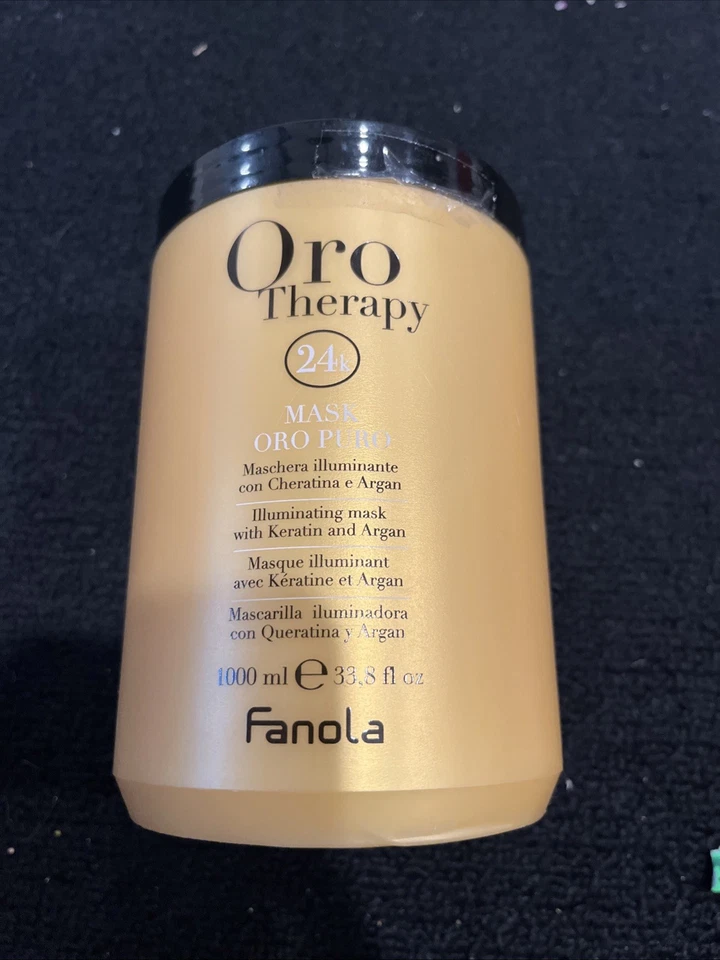 Oro
Therapy
24k
MASK
ORO PURO
Maschera illuminante
con Cheratina e Argan
Illuminating mask
with Keratin and Argan
Masque illuminant
avec Kératine et Argan
Mascarilla iluminadora
con Queratina y Argan
1000 ml e 33,8 fl oz
Fanola